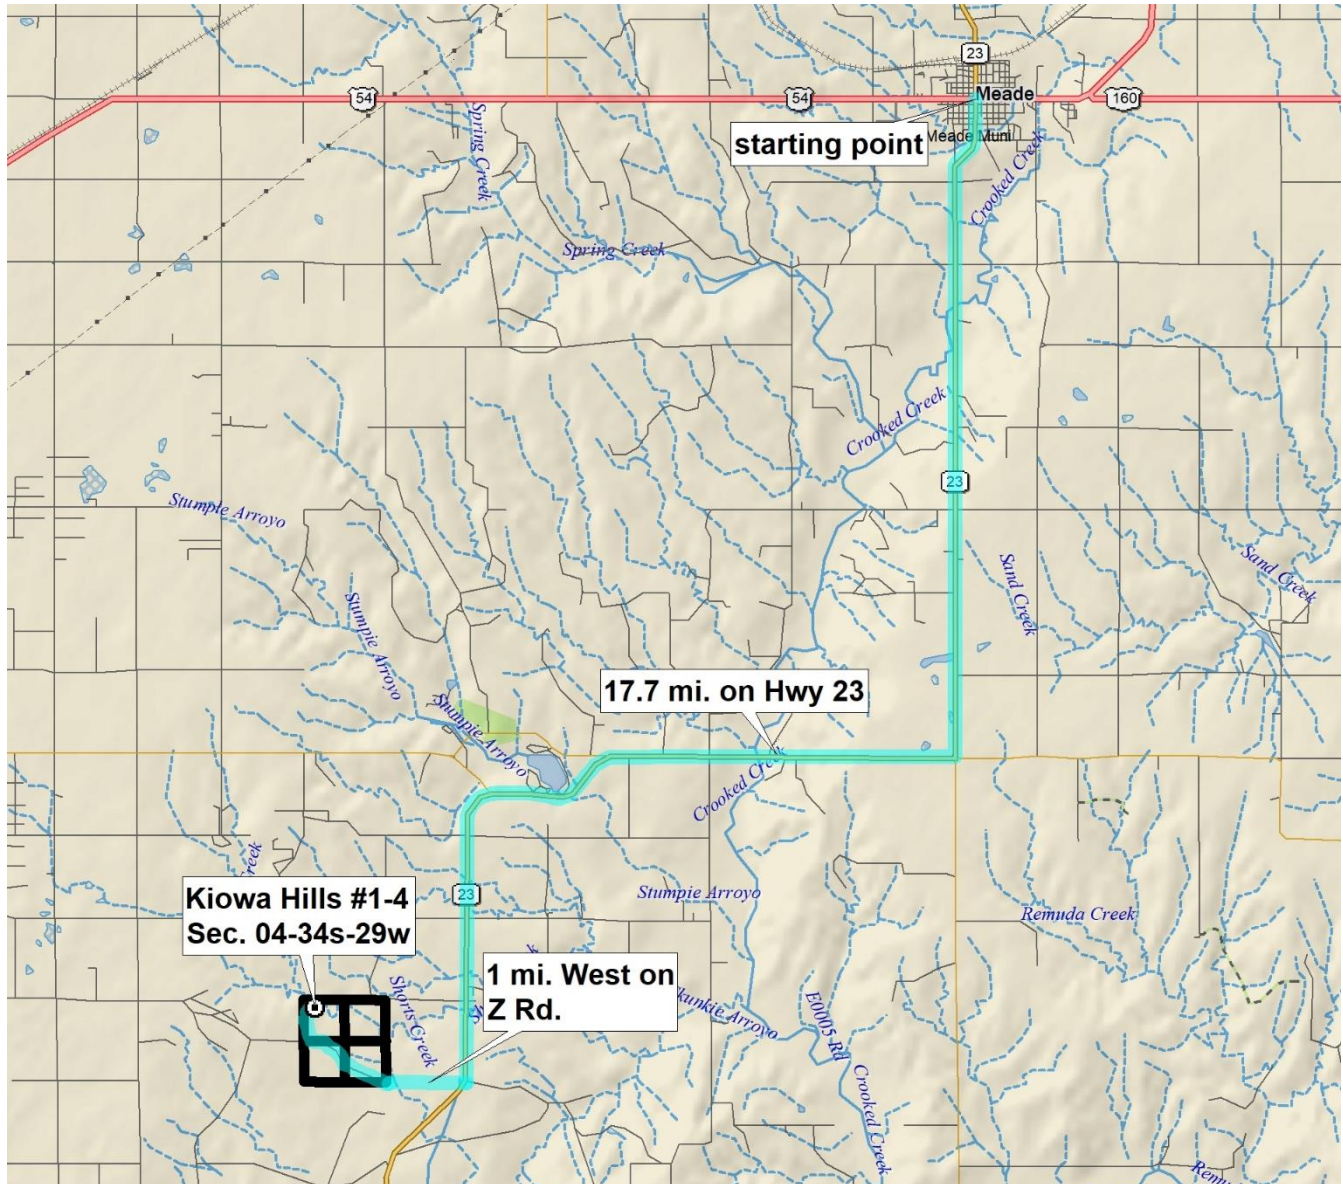 23
54
54
Meade
160
starting point
Meade Muni
Spring Creek
Crooked Creek
Spring Creek
Crooked Creek
23
Stumpie Arroyo
Sand Creek
Sand Creek
Stumpie Arroyo
17.7 mi. on Hwy 23
Stumpie Arroyo
Crooked Creek
Creek
23
Kiowa Hills #1-4
Sec. 04-34s-29w
Stumpie Arroyo
Remuda Creek
1 mi. West on
Z Rd.
Shorts Creek
Skunkie Arroyo
E0005 Rd
Crooked Creek